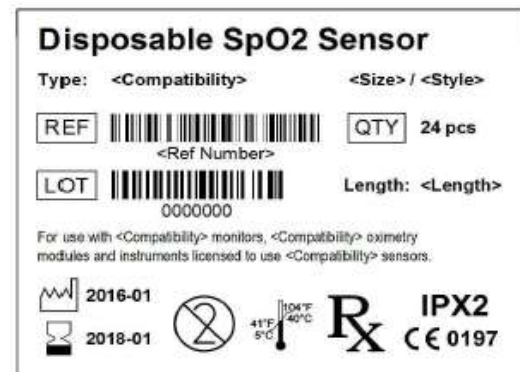 Disposable SpO2 Sensor
Type: <Compatibility> <Size> / <Style>
REF <Ref Number> QTY 24 pcs
LOT 0000000 Length: <Length>
For use with <Compatibility> monitors, <Compatibility> oximetry
modules and instruments licensed to use <Compatibility> sensors.
2016-01
2018-01
2
41°F
5°C
104°F
40°C
Rx
IPX2
CE 0197